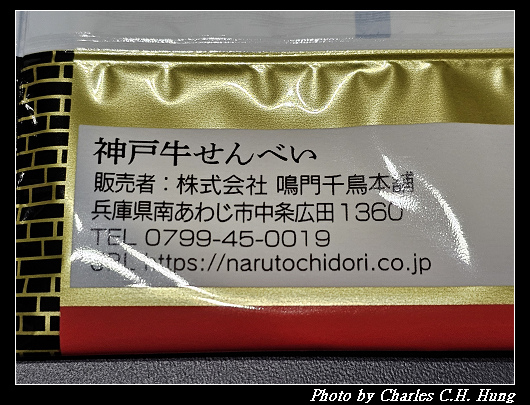 神戸牛せんべい
販売者：株式会社 鳴門千鳥本舗
兵庫県南あわじ市中条広田1360
TEL 0799-45-0019
URL https://narutochidori.co.jp
Photo by Charles C.H. Hung